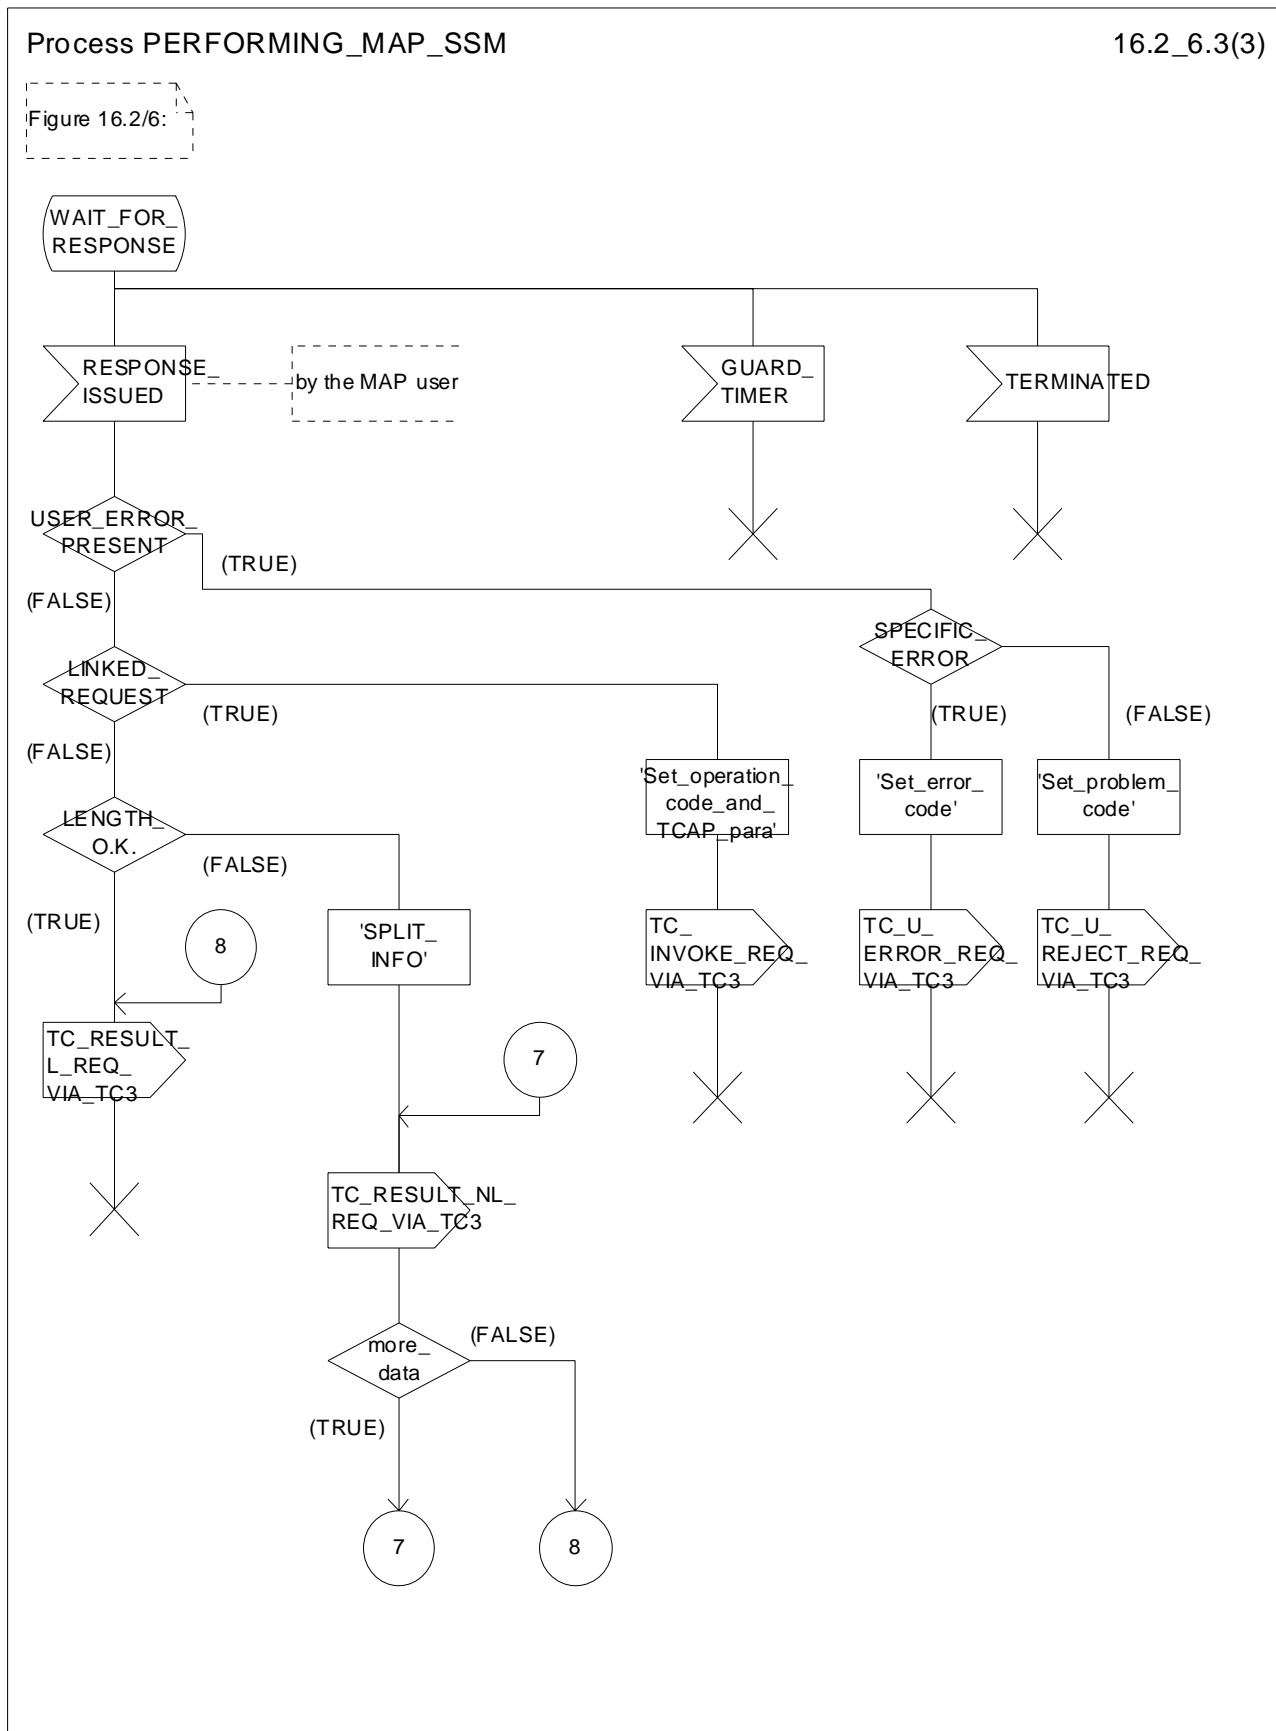 Process PERFORMING_MAP_SSM
16.2_6.3(3)
Figure 16.2/6:
WAIT_FOR_
RESPONSE
RESPONSE_
ISSUED
by the MAP user
GUARD_
TIMER
TERMINATED
USER_ERROR_
PRESENT
(TRUE)
(FALSE)
SPECIFIC_
ERROR
LINKED_
REQUEST
(TRUE)
(TRUE)
(FALSE)
(FALSE)
'Set_operation_
code_and_
TCAP_para'
'Set_error_
code'
'Set_problem_
code'
LENGTH_
O.K.
(FALSE)
(TRUE)
8
'SPLIT_
INFO'
TC_
INVOKE_REQ_
VIA_TC3
TC_U_
ERROR_REQ_
VIA_TC3
TC_U_
REJECT_REQ_
VIA_TC3
TC_RESULT_
L_REQ_
VIA_TC3
7
TC_RESULT_NL_
REQ_VIA_TC3
more_
data
(FALSE)
(TRUE)
7
8